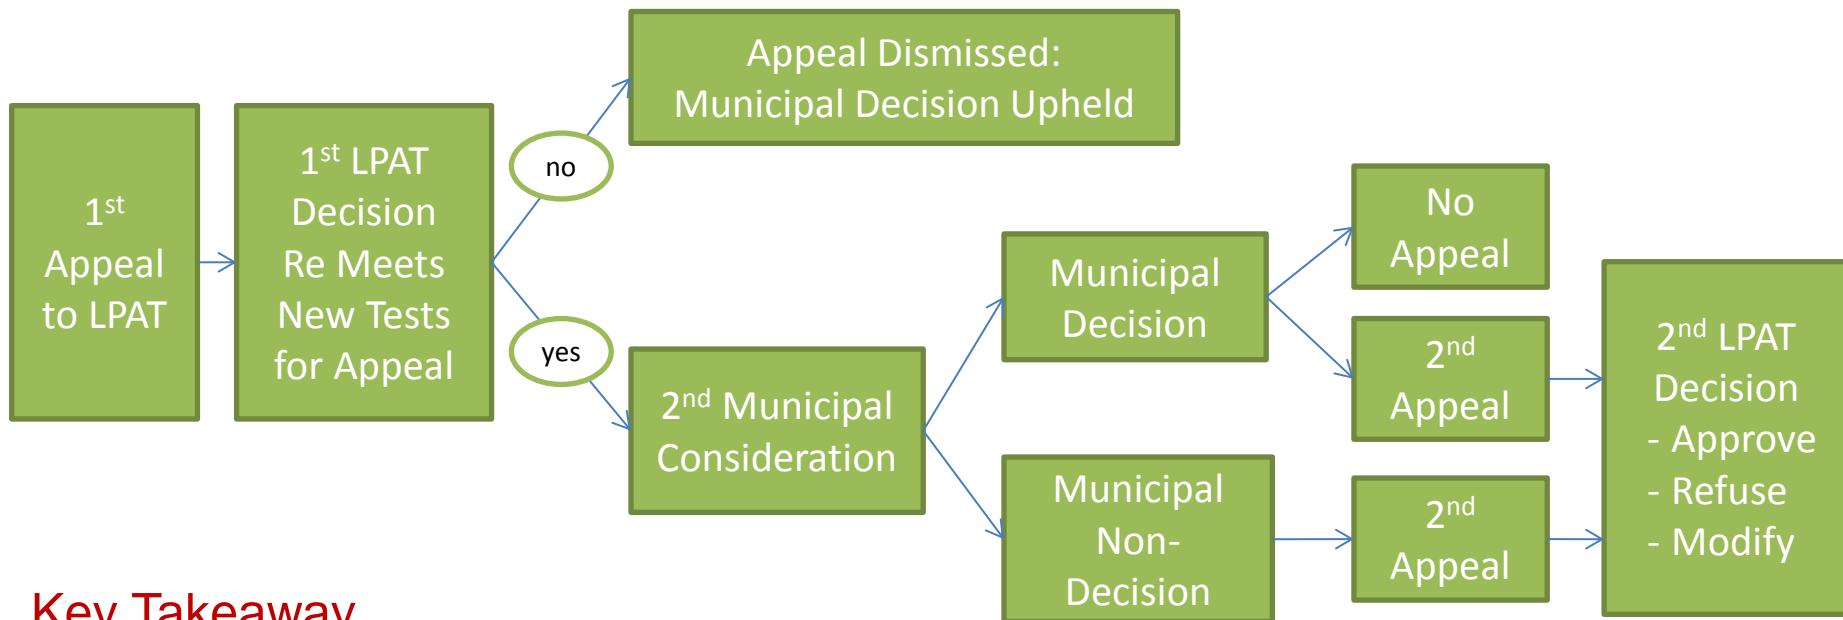 1st
Appeal
to LPAT
1st LPAT
Decision
Re Meets
New Tests
for Appeal
no
yes
Appeal Dismissed:
Municipal Decision Upheld
2nd Municipal
Consideration
Municipal
Decision
Municipal
Non-
Decision
No
Appeal
2nd
Appeal
2nd
Appeal
2nd LPAT
Decision
- Approve
- Refuse
- Modify
Key Takeaway